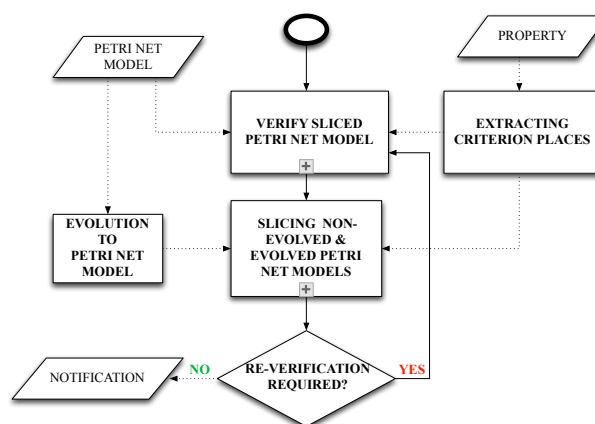 PETRI NET
MODEL
PROPERTY
VERIFY SLICED
PETRI NET MODEL
EXTRACTING
CRITERION PLACES
EVOLUTION
TO
PETRI NET
MODEL
SLICING NON-
EVOLVED &
EVOLVED PETRI
NET MODELS
NOTIFICATION
NO
RE-VERIFICATION
REQUIRED?
YES